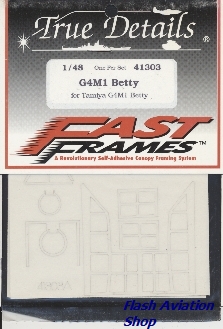 True Details®
1/48 One Per Set 41303
G4M1 Betty
for Tamiya G4M1 Betty
FAST
FRAMES™
A Revolutionary Self-Adhesive Canopy Framing System
Flash Aviation
Shop